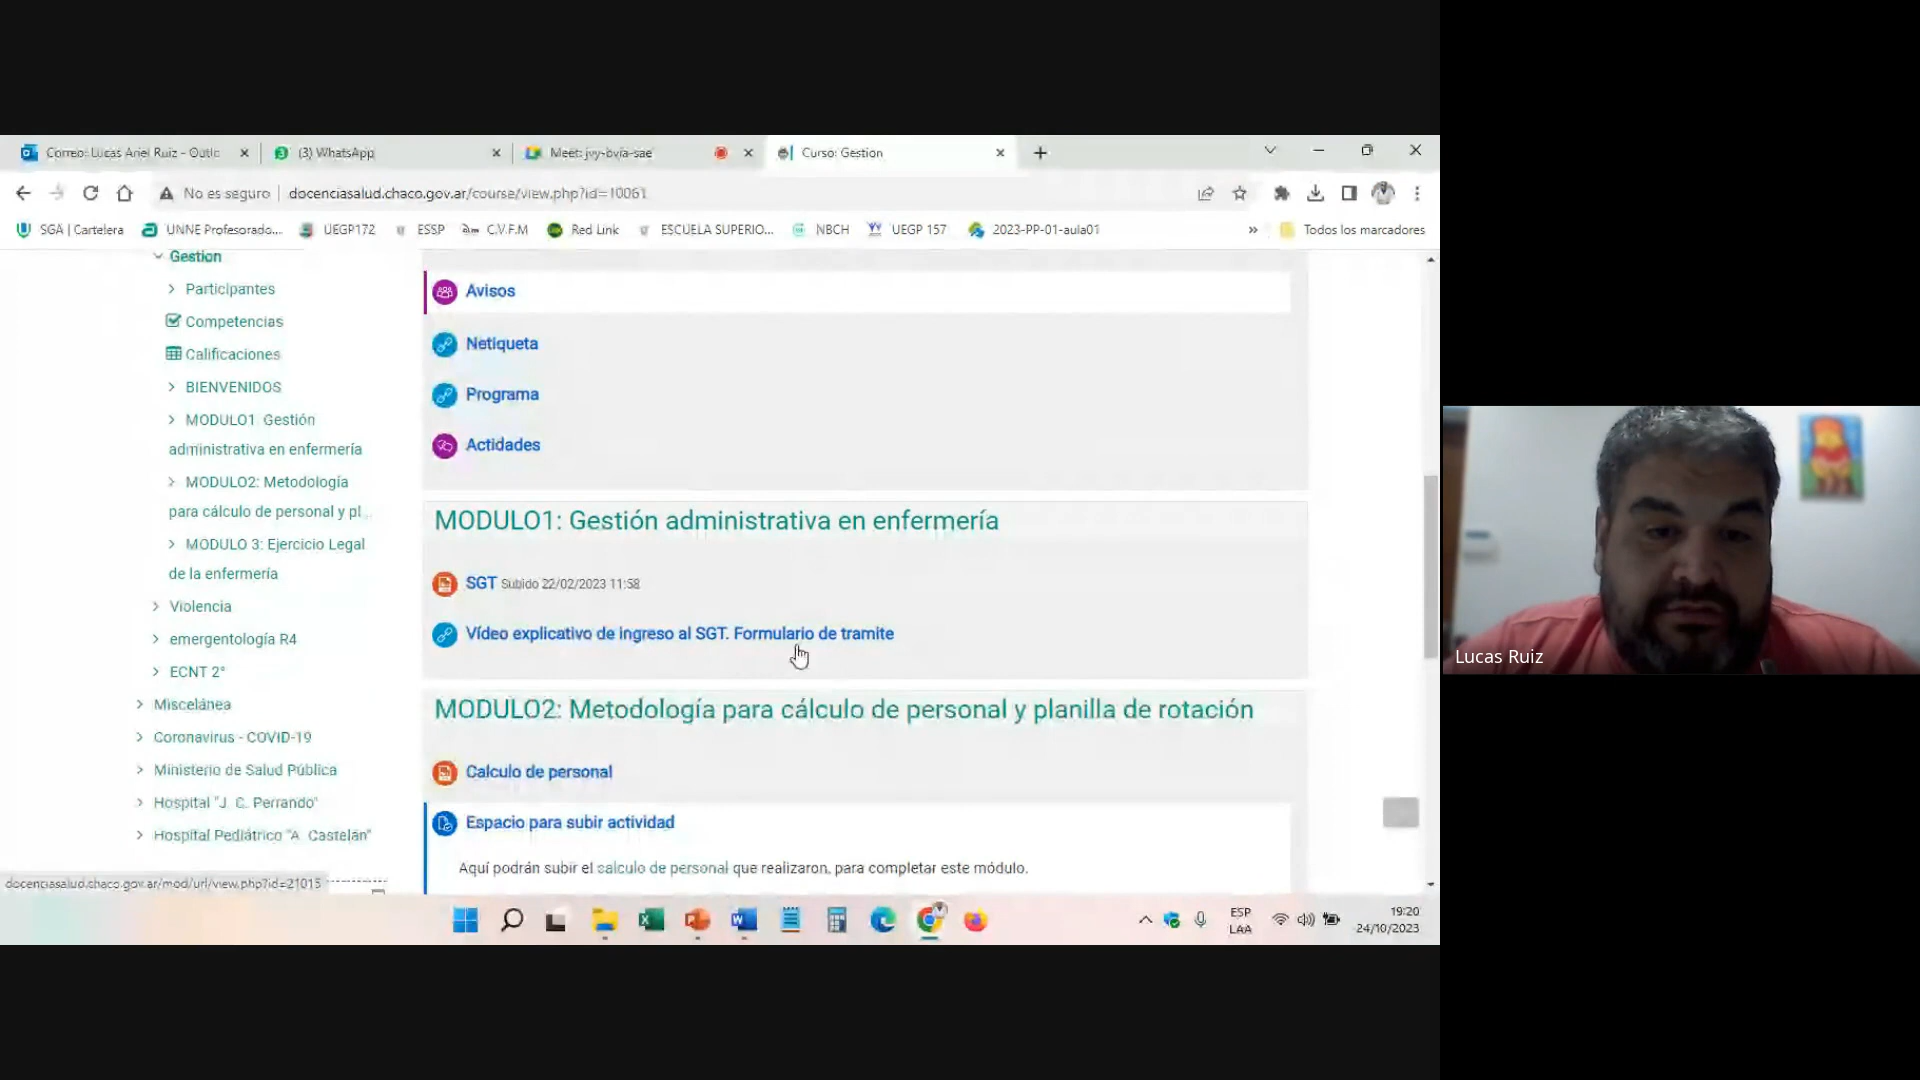 Correo: Lucas Ariel Ruiz - Outlo
(3) WhatsApp
Meet: jvy-bvia-sae
Curso: Gestion
No es seguro
docenciasalud.chaco.gov.ar/course/view.php?id=10061
SGA | Cartelera
UNNE Profesorado...
UEGP172
ESSP
C.V.F.M
Red Link
ESCUELA SUPERIO...
NBCH
UEGP 157
2023-PP-01-aula01
»
Todos los marcadores
Gestion
Participantes
Competencias
Calificaciones
BIENVENIDOS
MODULO1: Gestión
administrativa en enfermería
MODULO2: Metodología
para cálculo de personal y pl...
MODULO 3: Ejercicio Legal
de la enfermería
Violencia
emergentología R4
ECNT 2°
Miscelánea
Coronavirus - COVID-19
Ministerio de Salud Pública
Hospital "J. C. Perrando"
Hospital Pediátrico "A. Castelán"
docenciasalud.chaco.gov.ar/mod/url/view.php?id=21015
Avisos
Netiqueta
Programa
Actidades
MODULO1: Gestión administrativa en enfermería
SGT Subido 22/02/2023 11:58
Vídeo explicativo de ingreso al SGT. Formulario de tramite
MODULO2: Metodología para cálculo de personal y planilla de rotación
Calculo de personal
Espacio para subir actividad
Aquí podrán subir el calculo de personal que realizaron, para completar este módulo.
ESP
LAA
19:20
24/10/2023
Lucas Ruiz